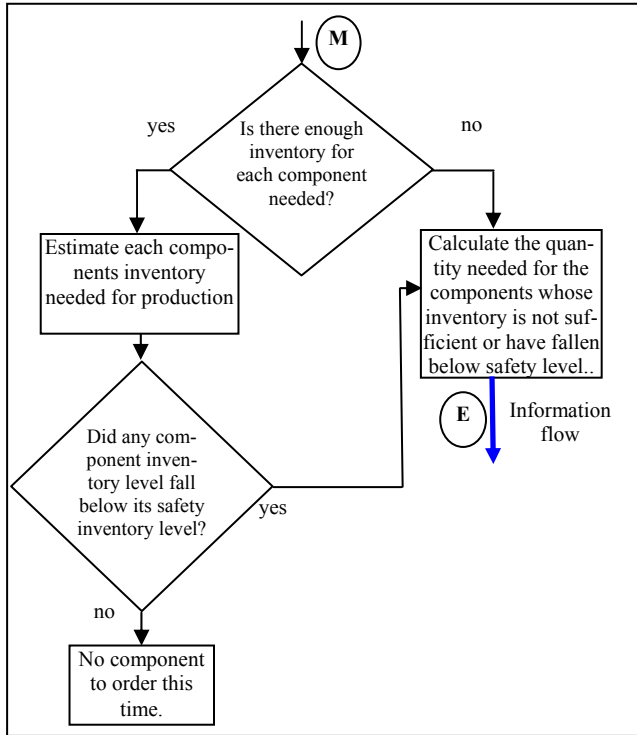 M
yes
Is there enough
inventory for
each component
needed?
no
Estimate each compo-
nents inventory
needed for production
Calculate the quan-
tity needed for the
components whose
inventory is not suf-
ficient or have fallen
below safety level..
E
Information
flow
Did any com-
ponent inven-
tory level fall
below its safety
inventory level?
yes
no
No component
to order this
time.